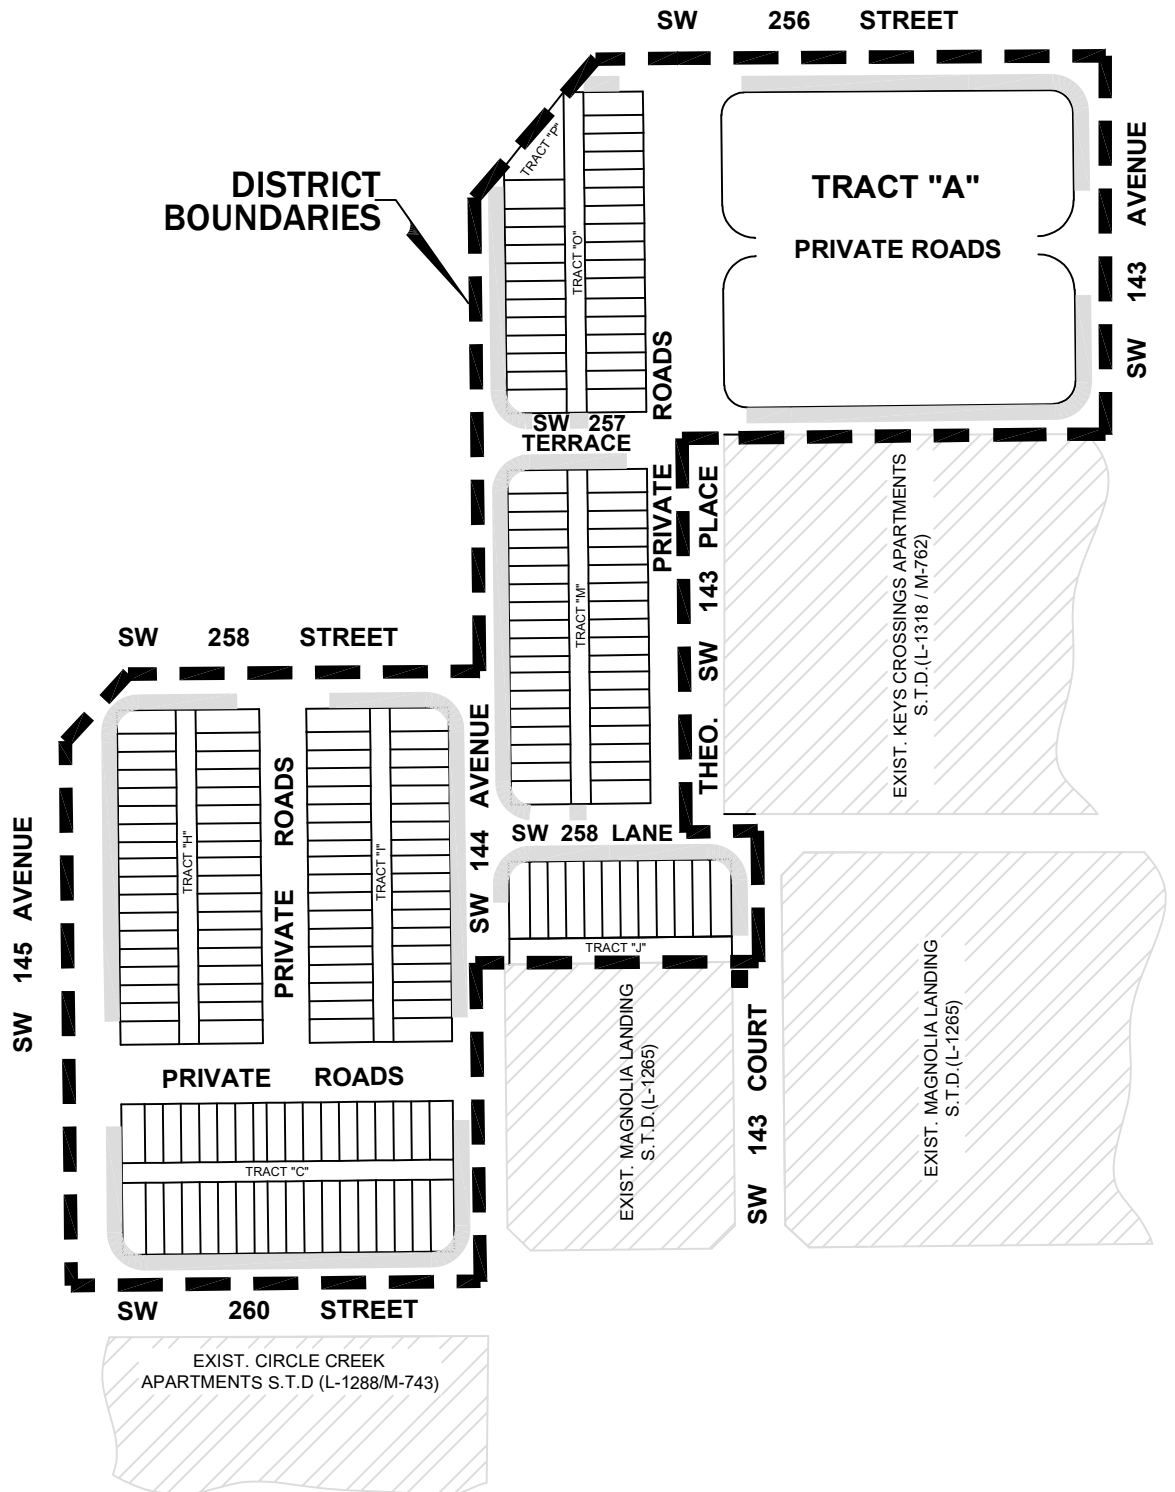 SW 256 STREET
TRACT "P"
DISTRICT
BOUNDARIES
TRACT "O"
TRACT "A"
PRIVATE ROADS
SW 143 AVENUE
SW 257
TERRACE
PRIVATE ROADS
TRACT "M"
THEO. SW 143 PLACE
EXIST. KEYS CROSSINGS APARTMENTS
S.T.D.(L-1318 / M-762)
SW 258 STREET
SW 145 AVENUE
TRACT "H"
PRIVATE ROADS
TRACT "I"
SW 144 AVENUE
SW 258 LANE
TRACT "J"
EXIST. MAGNOLIA LANDING
S.T.D.(L-1265)
SW 143 COURT
EXIST. MAGNOLIA LANDING
S.T.D.(L-1265)
PRIVATE ROADS
TRACT "C"
SW 260 STREET
EXIST. CIRCLE CREEK
APARTMENTS S.T.D (L-1288/M-743)